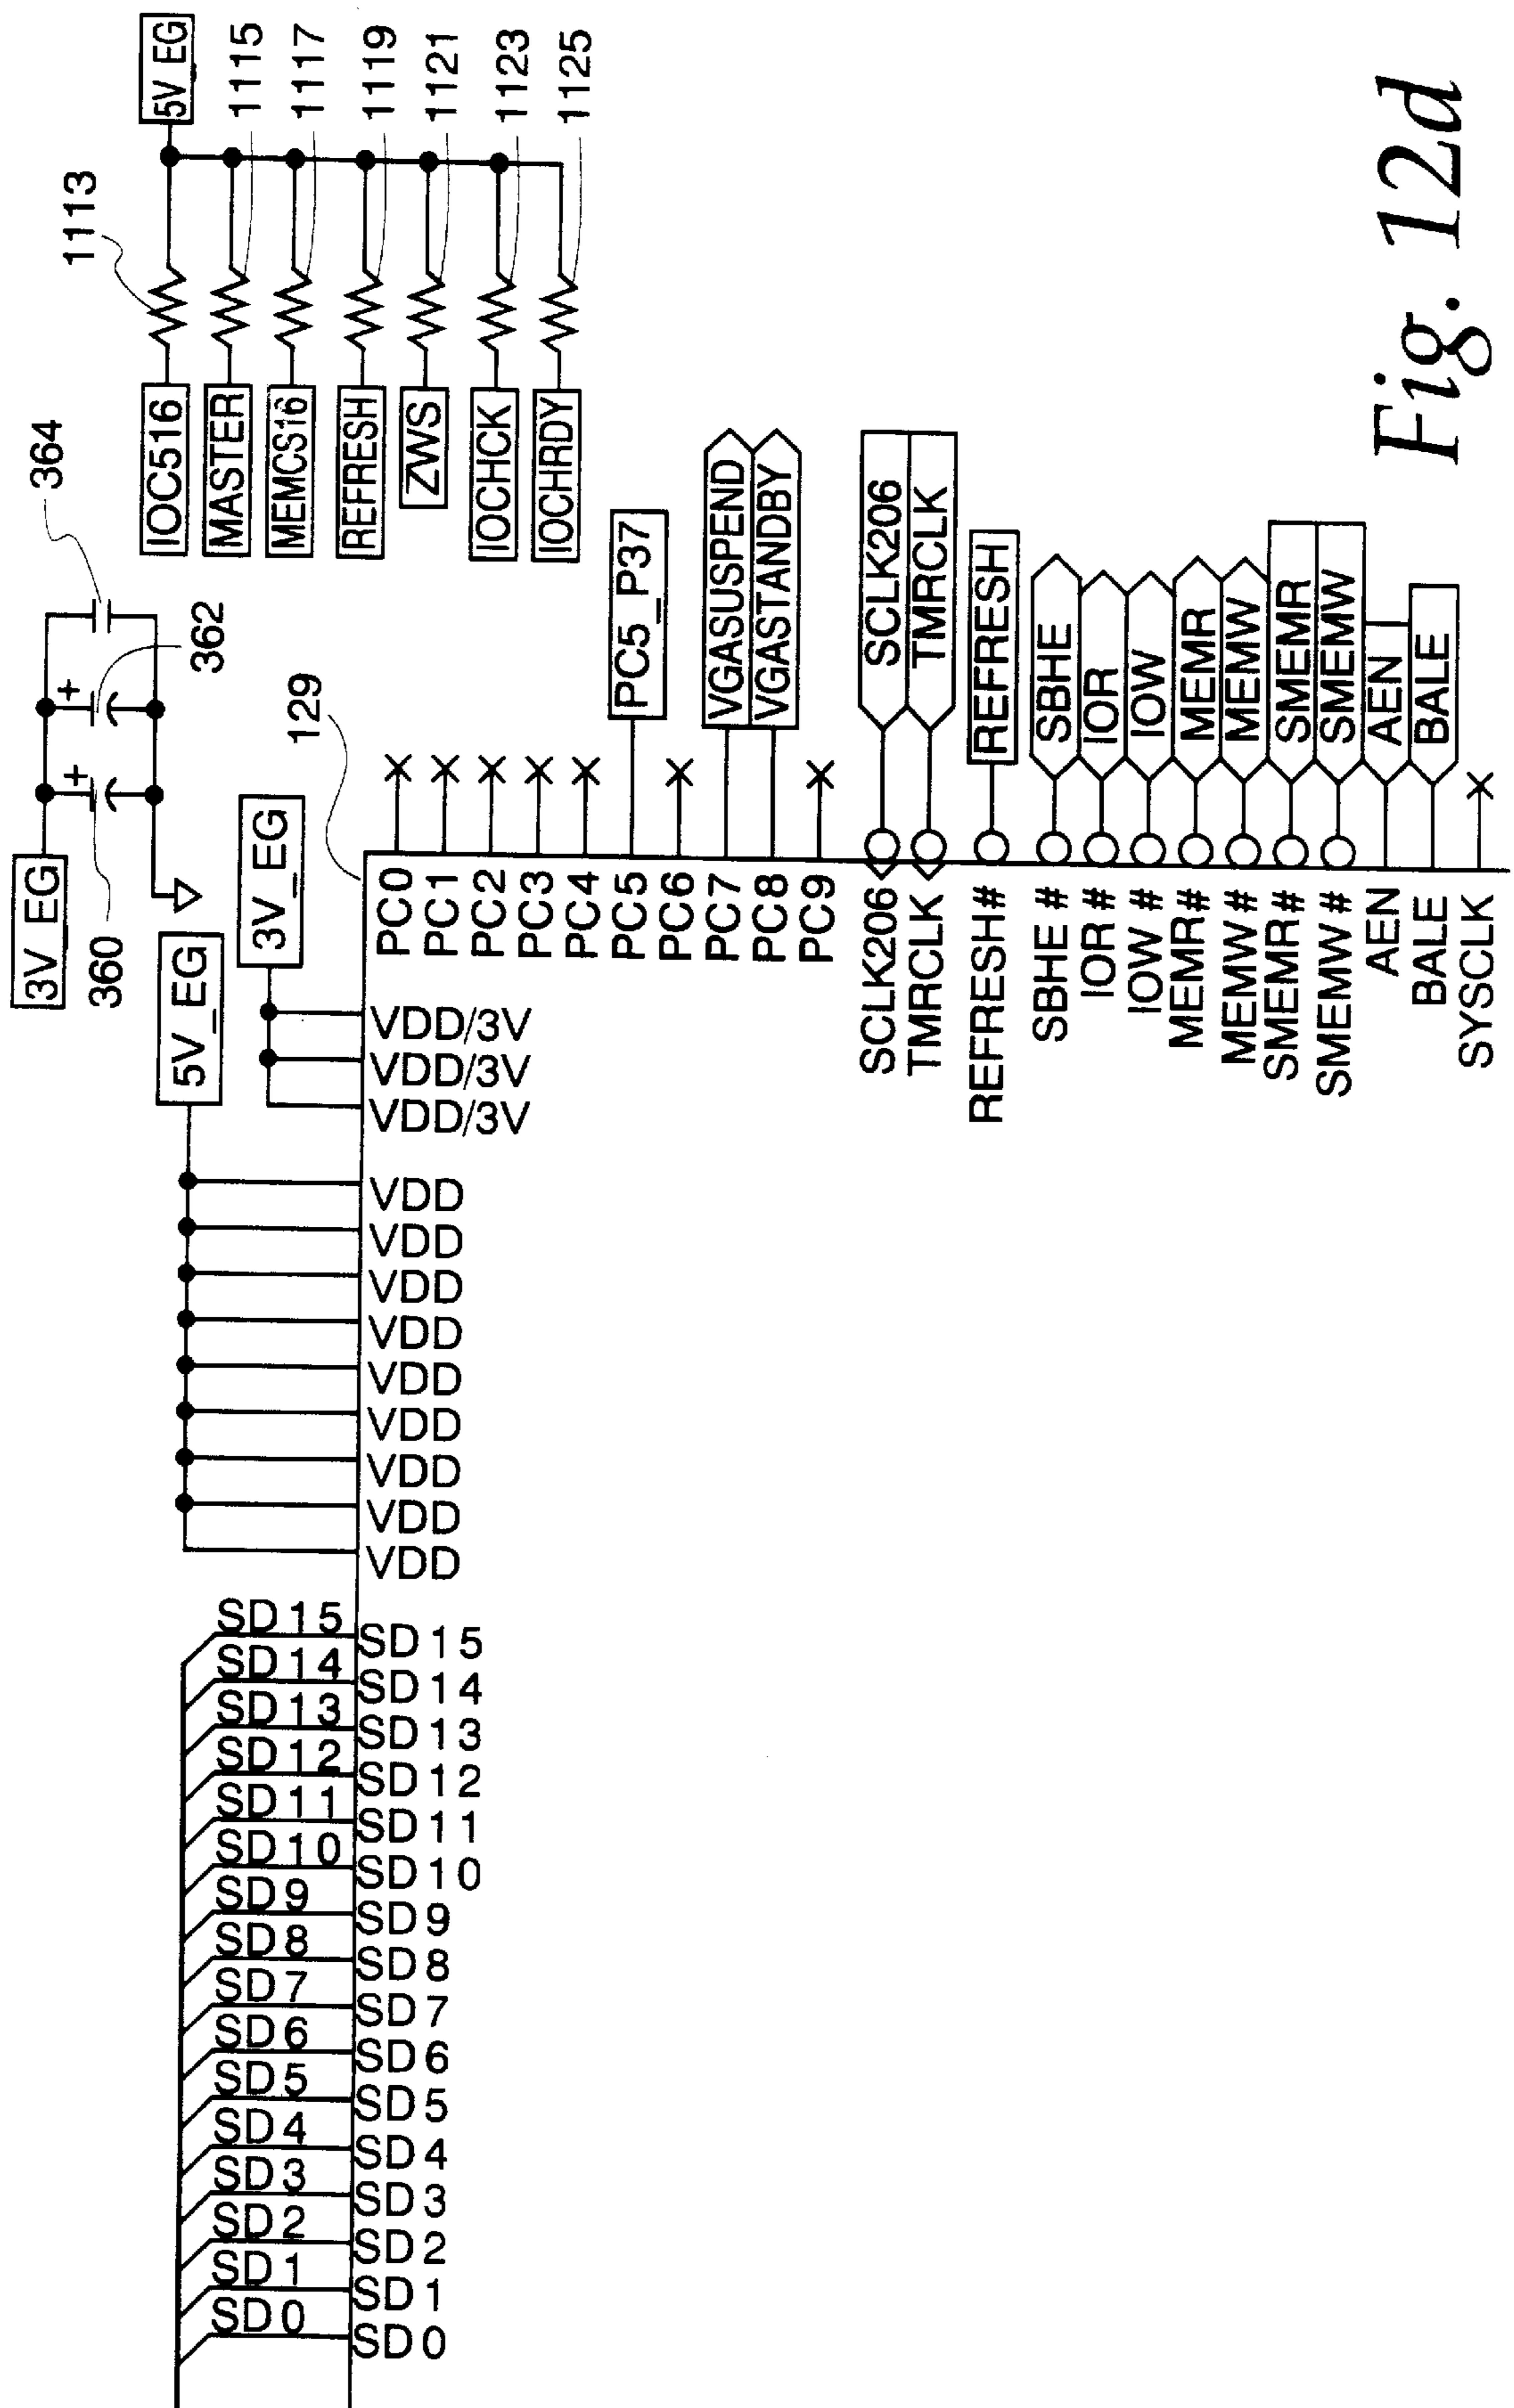 3V EG
360
362
364
5V EG
1113
1115
1117
1119
1121
1123
1125
IOC516
MASTER
MEMCS16
REFRESH
ZWS
IOCHCK
IOCHRDY
5V_EG
3V_EG
129
VDD/3V
VDD/3V
VDD/3V
VDD
VDD
VDD
VDD
VDD
VDD
VDD
VDD
VDD
SD15 SD15
SD14 SD14
SD13 SD13
SD12 SD12
SD11 SD11
SD10 SD10
SD9 SD9
SD8 SD8
SD7 SD7
SD6 SD6
SD5 SD5
SD4 SD4
SD3 SD3
SD2 SD2
SD1 SD1
SD0 SD0
PC0
PC1
PC2
PC3
PC4
PC5 PC5_P37
PC6
PC7 VGASUSPEND
PC8 VGASTANDBY
PC9
SCLK206 SCLK206
TMRCLK TMRCLK
REFRESH# REFRESH
SBHE # SBHE
IOR # IOR
IOW # IOW
MEMR# MEMR
MEMW# MEMW
SMEMR# SMEMR
SMEMW # SMEMW
AEN AEN
BALE BALE
SYSCLK
Fig. 12d